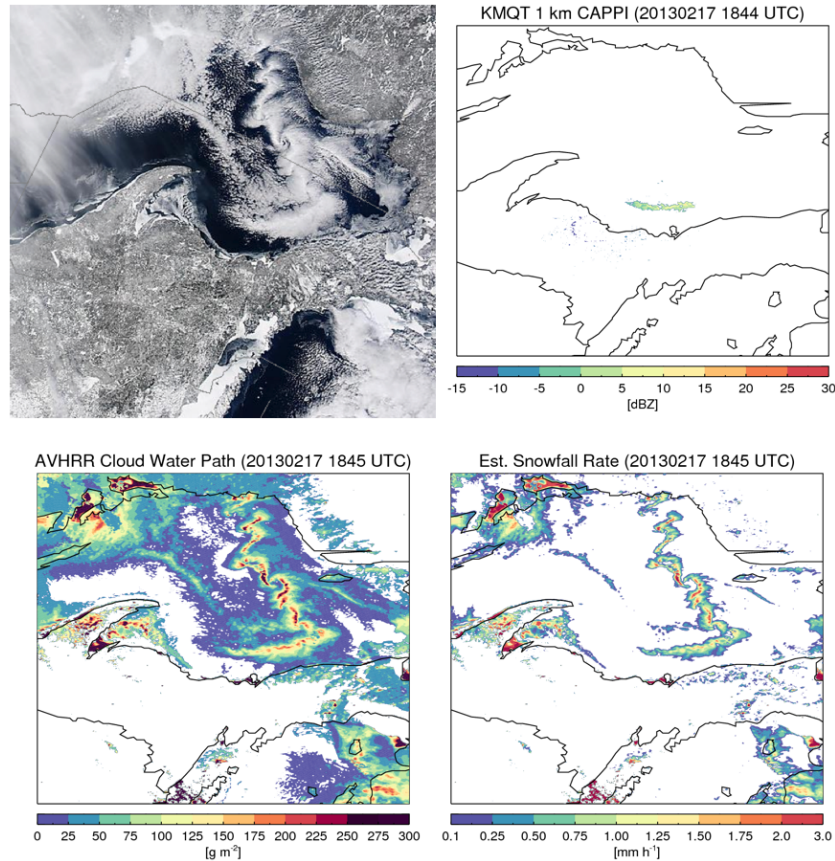 KMQT 1 km CAPPI (20130217 1844 UTC)
-15 -10 -5 0 5 10 15 20 25 30
[dBZ]
AVHRR Cloud Water Path (20130217 1845 UTC)
0 25 50 75 100 125 150 175 200 225 250 300
[g m⁻²]
Est. Snowfall Rate (20130217 1845 UTC)
0.1 0.50 0.75 1.00 1.25 1.50 1.75 2.0 3.0
[mm h⁻¹]